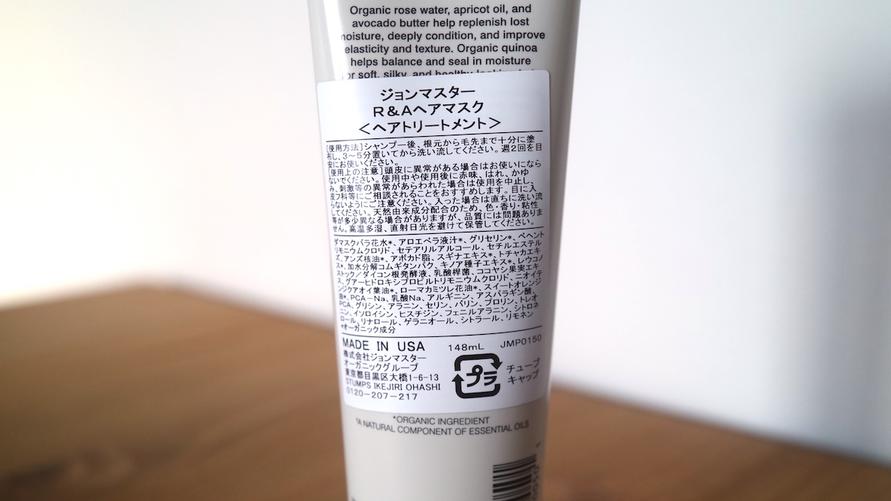 Organic rose water, apricot oil, and
avocado butter help replenish lost
moisture, deeply condition, and improve
elasticity and texture. Organic quinoa
helps balance and seal in moisture
for soft, silky, and healthy
ジョンマスター
R&Aヘアマスク
<ヘアトリートメント>
[使用方法]シャンプー後、根元から毛先まで十分に塗
布し、3~5分置いてから洗い流してください。週2回を目
安にお使いください。
[使用上の注意]頭皮に異常がある場合はお使いになら
ないでください。使用中や使用後に赤味、はれ、かゆ
み、刺激等の異常があらわれた場合は使用を中止し、
皮フ科等にご相談されることをおすすめします。目に入
らないようにご注意ください。入った場合は直ちに洗い流
してください。天然由来成分配合のため、色・香り・粘性
等が多少異なる場合がありますが、品質には問題ありま
せん。高温多湿、直射日光を避けて保管してください。
ダマスクバラ花水*、アロエベラ液汁*、グリセリン*、ベヘント
リモニウムクロリド、セテアリルアルコール、セチルエステル
ズ、アンズ核油*、アボカド脂、スギナエキス*、トチャカエキ
ス*、加水分解コムギタンパク、キノア種子エキス*、レウコノ
ストック/ダイコン根発酵液、乳酸桿菌、ココヤシ果実エキ
ス、グアーヒドロキシプロピルトリモニウムクロリド、ニオイテ
ンジクアオイ葉油*、ローマカミツレ花油*、スイートオレンジ
油*、PCA-Na、乳酸Na、アルギニン、アスパラギン酸、
PCA、グリシン、アラニン、セリン、バリン、プロリン、トレオ
ニン、イソロイシン、ヒスチジン、フェニルアラニン、シトロネ
ロール、リナロール、ゲラニオール、シトラール、リモネン
*オーガニック成分
MADE IN USA 148mL JMP0150
株式会社ジョンマスター
オーガニックグループ
東京都目黒区大橋1-6-13
STUMPS IKEJIRI OHASHI
0120-207-217
プラ
チューブ
キャップ
*ORGANIC INGREDIENT
NATURAL COMPONENT OF ESSENTIAL OILS